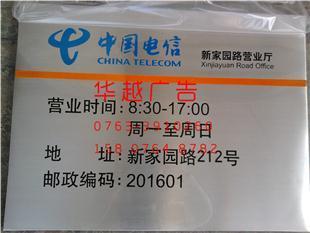 中国电信
CHINA TELECOM
新家园路营业厅
Xinjiayuan Road Office
华越广告
营业时间:8:30-17:00
周一至周日
地 址:新家园路212号
邮政编码:201601